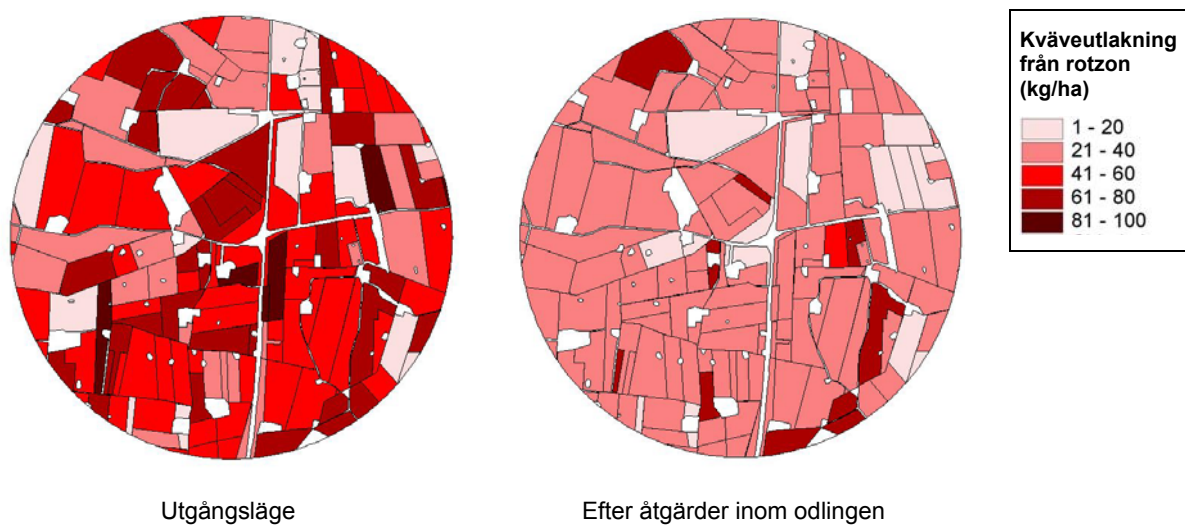 Kväveutlakning
från rotzon
(kg/ha)
1 - 20
21 - 40
41 - 60
61 - 80
81 - 100
Utgångsläge
Efter åtgärder inom odlingen